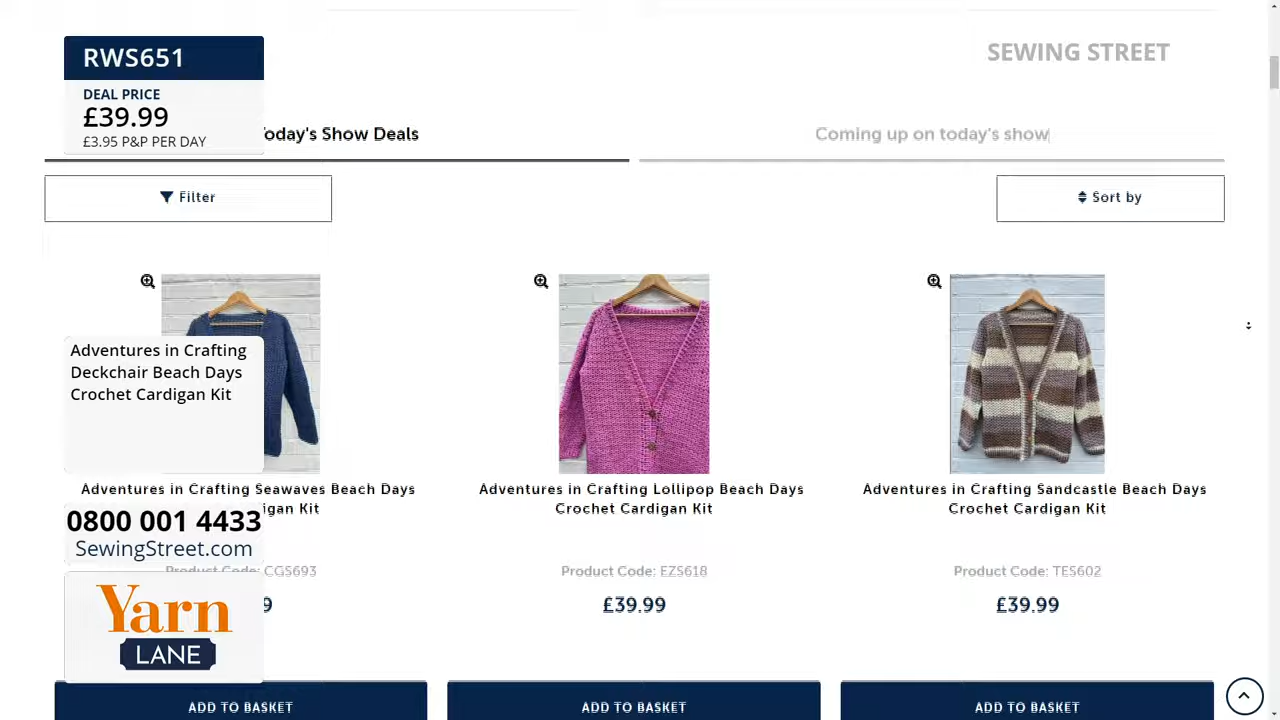 RWS651
SEWING STREET
DEAL PRICE
£39.99
£3.95 P&P PER DAY
Today's Show Deals
Coming up on today's show
Filter
Sort by
Adventures in Crafting
Deckchair Beach Days
Crochet Cardigan Kit
Adventures in Crafting Seawaves Beach Days
igan Kit
Adventures in Crafting Lollipop Beach Days
Crochet Cardigan Kit
Adventures in Crafting Sandcastle Beach Days
Crochet Cardigan Kit
0800 001 4433
SewingStreet.com
Product Code: CGS693
Product Code: EZS618
Product Code: TES602
9
£39.99
£39.99
Yarn
LANE
ADD TO BASKET
ADD TO BASKET
ADD TO BASKET